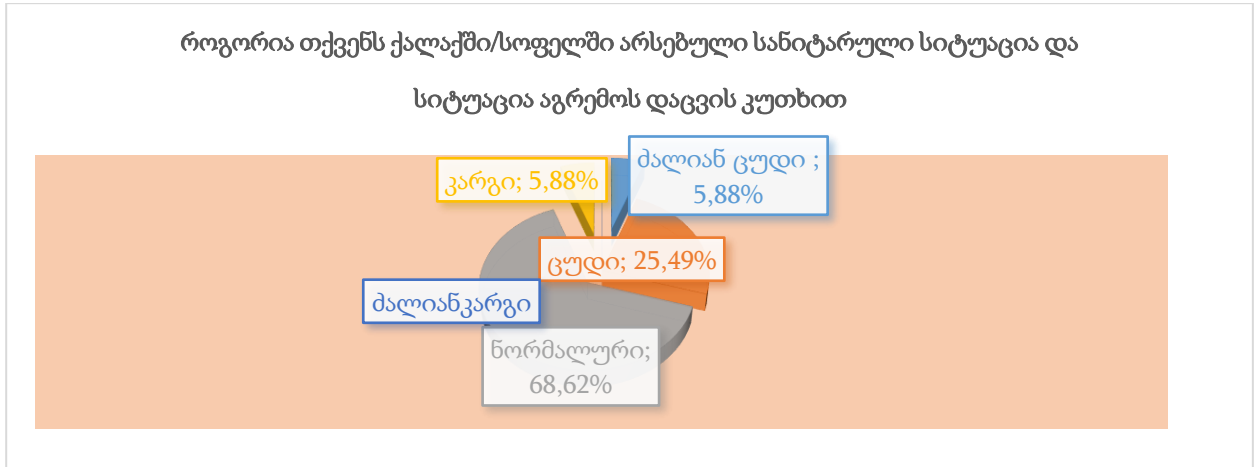 როგორია თქვენს ქალაქში/სოფელში არსებული სანიტარული სიტუაცია და
სიტუაცია აგრემოს დაცვის კუთხით
კარგი; 5,88%
ძალიან ცუდი ;
5,88%
ცუდი; 25,49%
ძალიანკარგი
ნორმალური;
68,62%